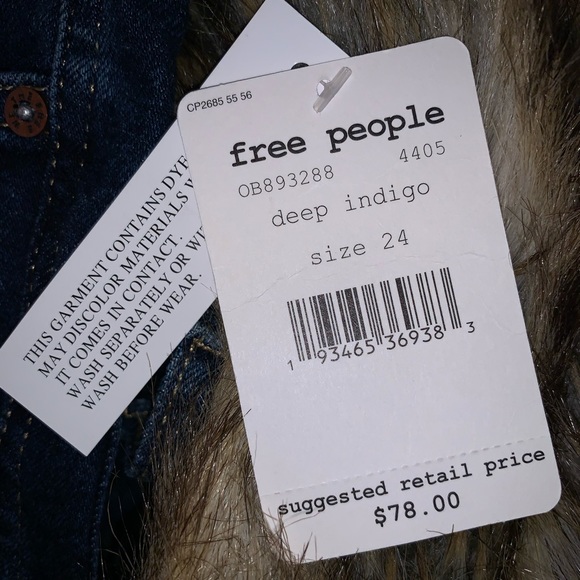 CP2685 55 56
free people
OB893288 4405
deep indigo
size 24
1 93465 36938 3
suggested retail price
$78.00
THIS GARMENT CONTAINS DYE
MAY DISCOLOR MATERIALS
IT COMES IN CONTACT.
WASH SEPARATELY OR
WASH BEFORE WEAR.